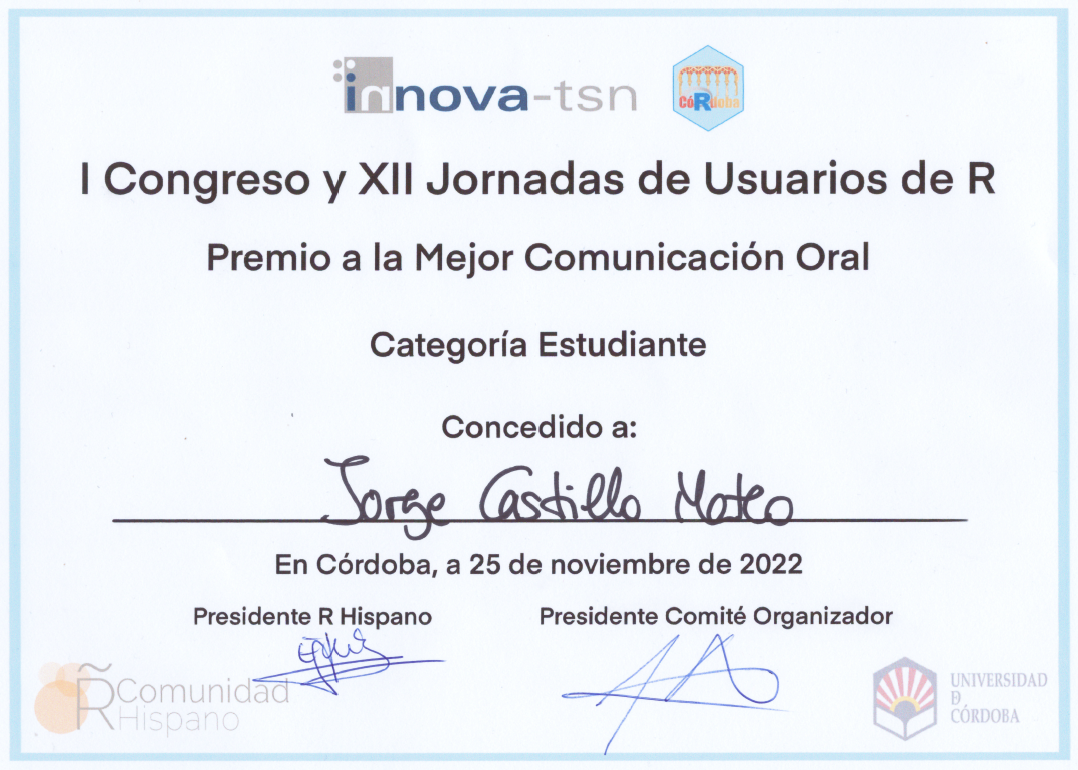 innova-tsn
CóRdoba
I Congreso y XII Jornadas de Usuarios de R
Premio a la Mejor Comunicación Oral
Categoría Estudiante
Concedido a:
Jorge Castillo Mateo
En Córdoba, a 25 de noviembre de 2022
Presidente R Hispano
Presidente Comité Organizador
R̃ Comunidad
Hispano
UNIVERSIDAD
D
CÓRDOBA